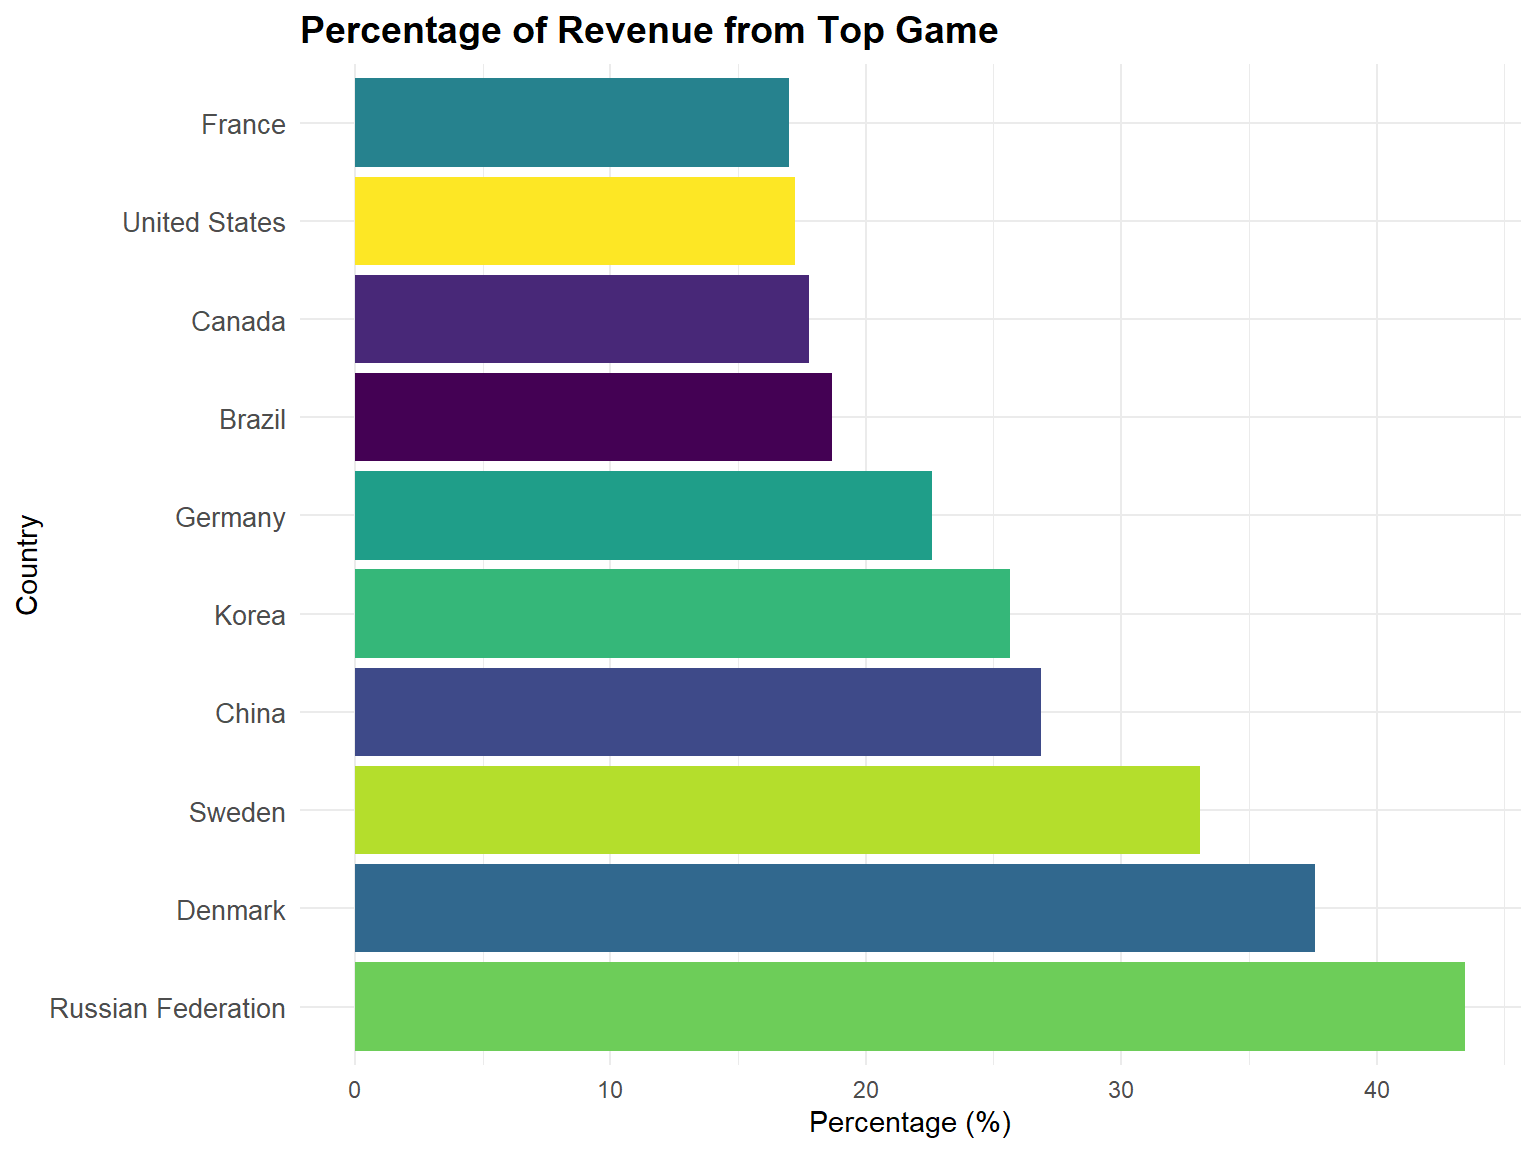 Percentage of Revenue from Top Game
France
United States
Canada
Brazil
Germany
Korea
China
Sweden
Denmark
Russian Federation
Country
0 10 20 30 40
Percentage (%)